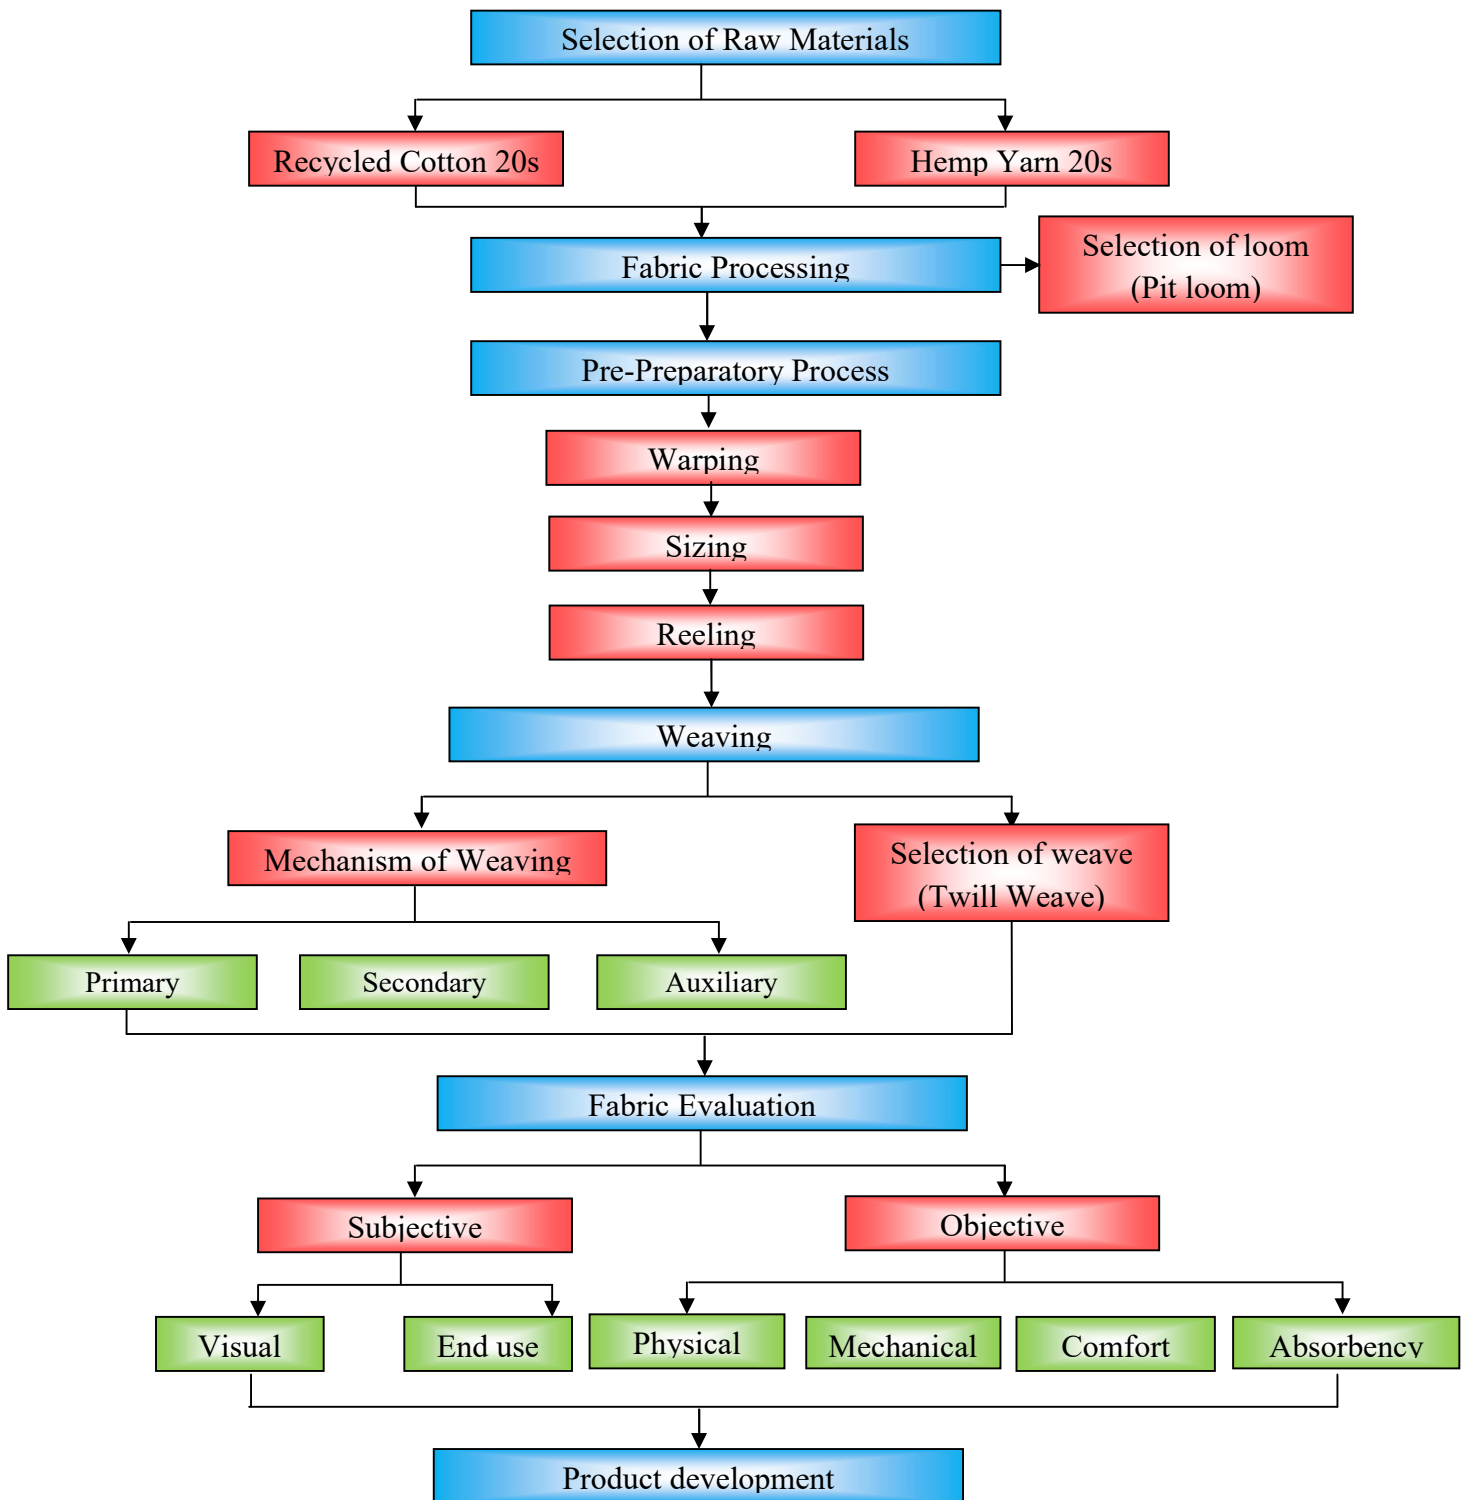 Selection of Raw Materials
Recycled Cotton 20s
Hemp Yarn 20s
Fabric Processing
Selection of loom
(Pit loom)
Pre-Preparatory Process
Warping
Sizing
Reeling
Weaving
Mechanism of Weaving
Selection of weave
(Twill Weave)
Primary
Secondary
Auxiliary
Fabric Evaluation
Subjective
Objective
Visual
End use
Physical
Mechanical
Comfort
Absorbency
Product development